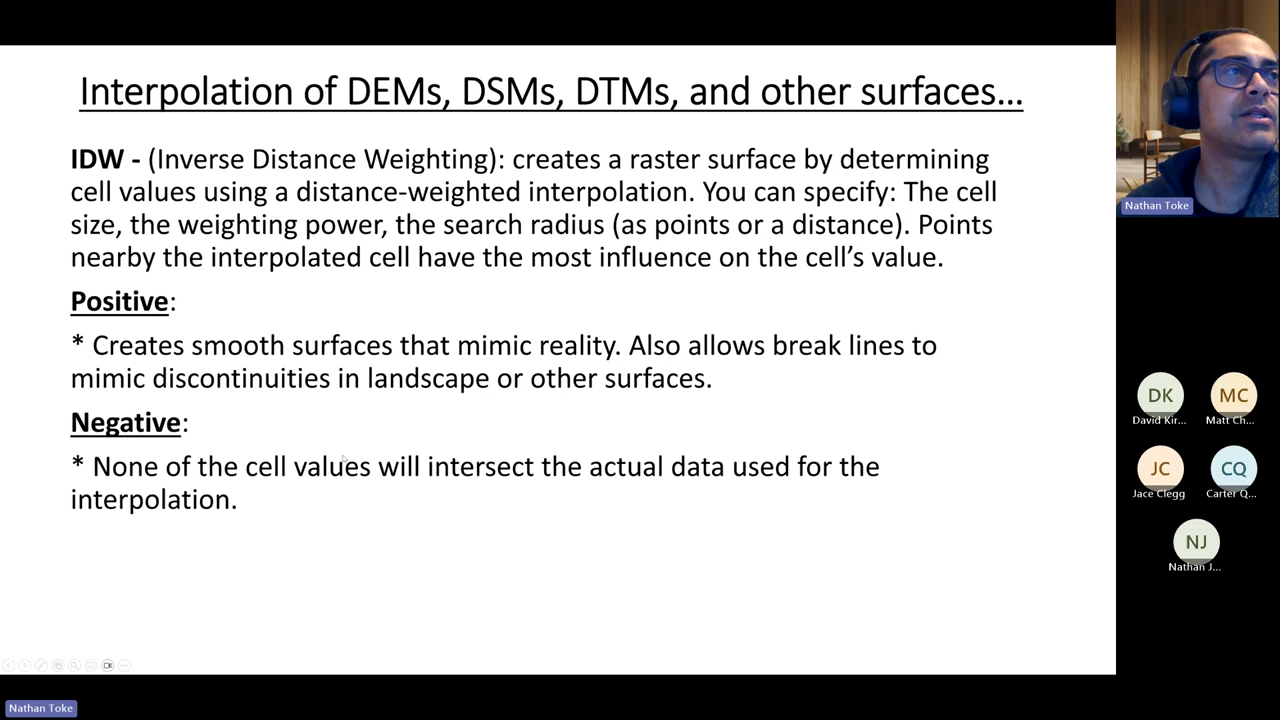 Interpolation of DEMs, DSMs, DTMs, and other surfaces…
IDW - (Inverse Distance Weighting): creates a raster surface by determining
cell values using a distance-weighted interpolation. You can specify: The cell
size, the weighting power, the search radius (as points or a distance). Points
nearby the interpolated cell have the most influence on the cell’s value.
Positive:
* Creates smooth surfaces that mimic reality. Also allows break lines to
mimic discontinuities in landscape or other surfaces.
Negative:
* None of the cell values will intersect the actual data used for the
interpolation.
Nathan Toke
DK
David Kir...
MC
Matt Ch...
JC
Jace Clegg
CQ
Carter Q...
NJ
Nathan J...
Nathan Toke